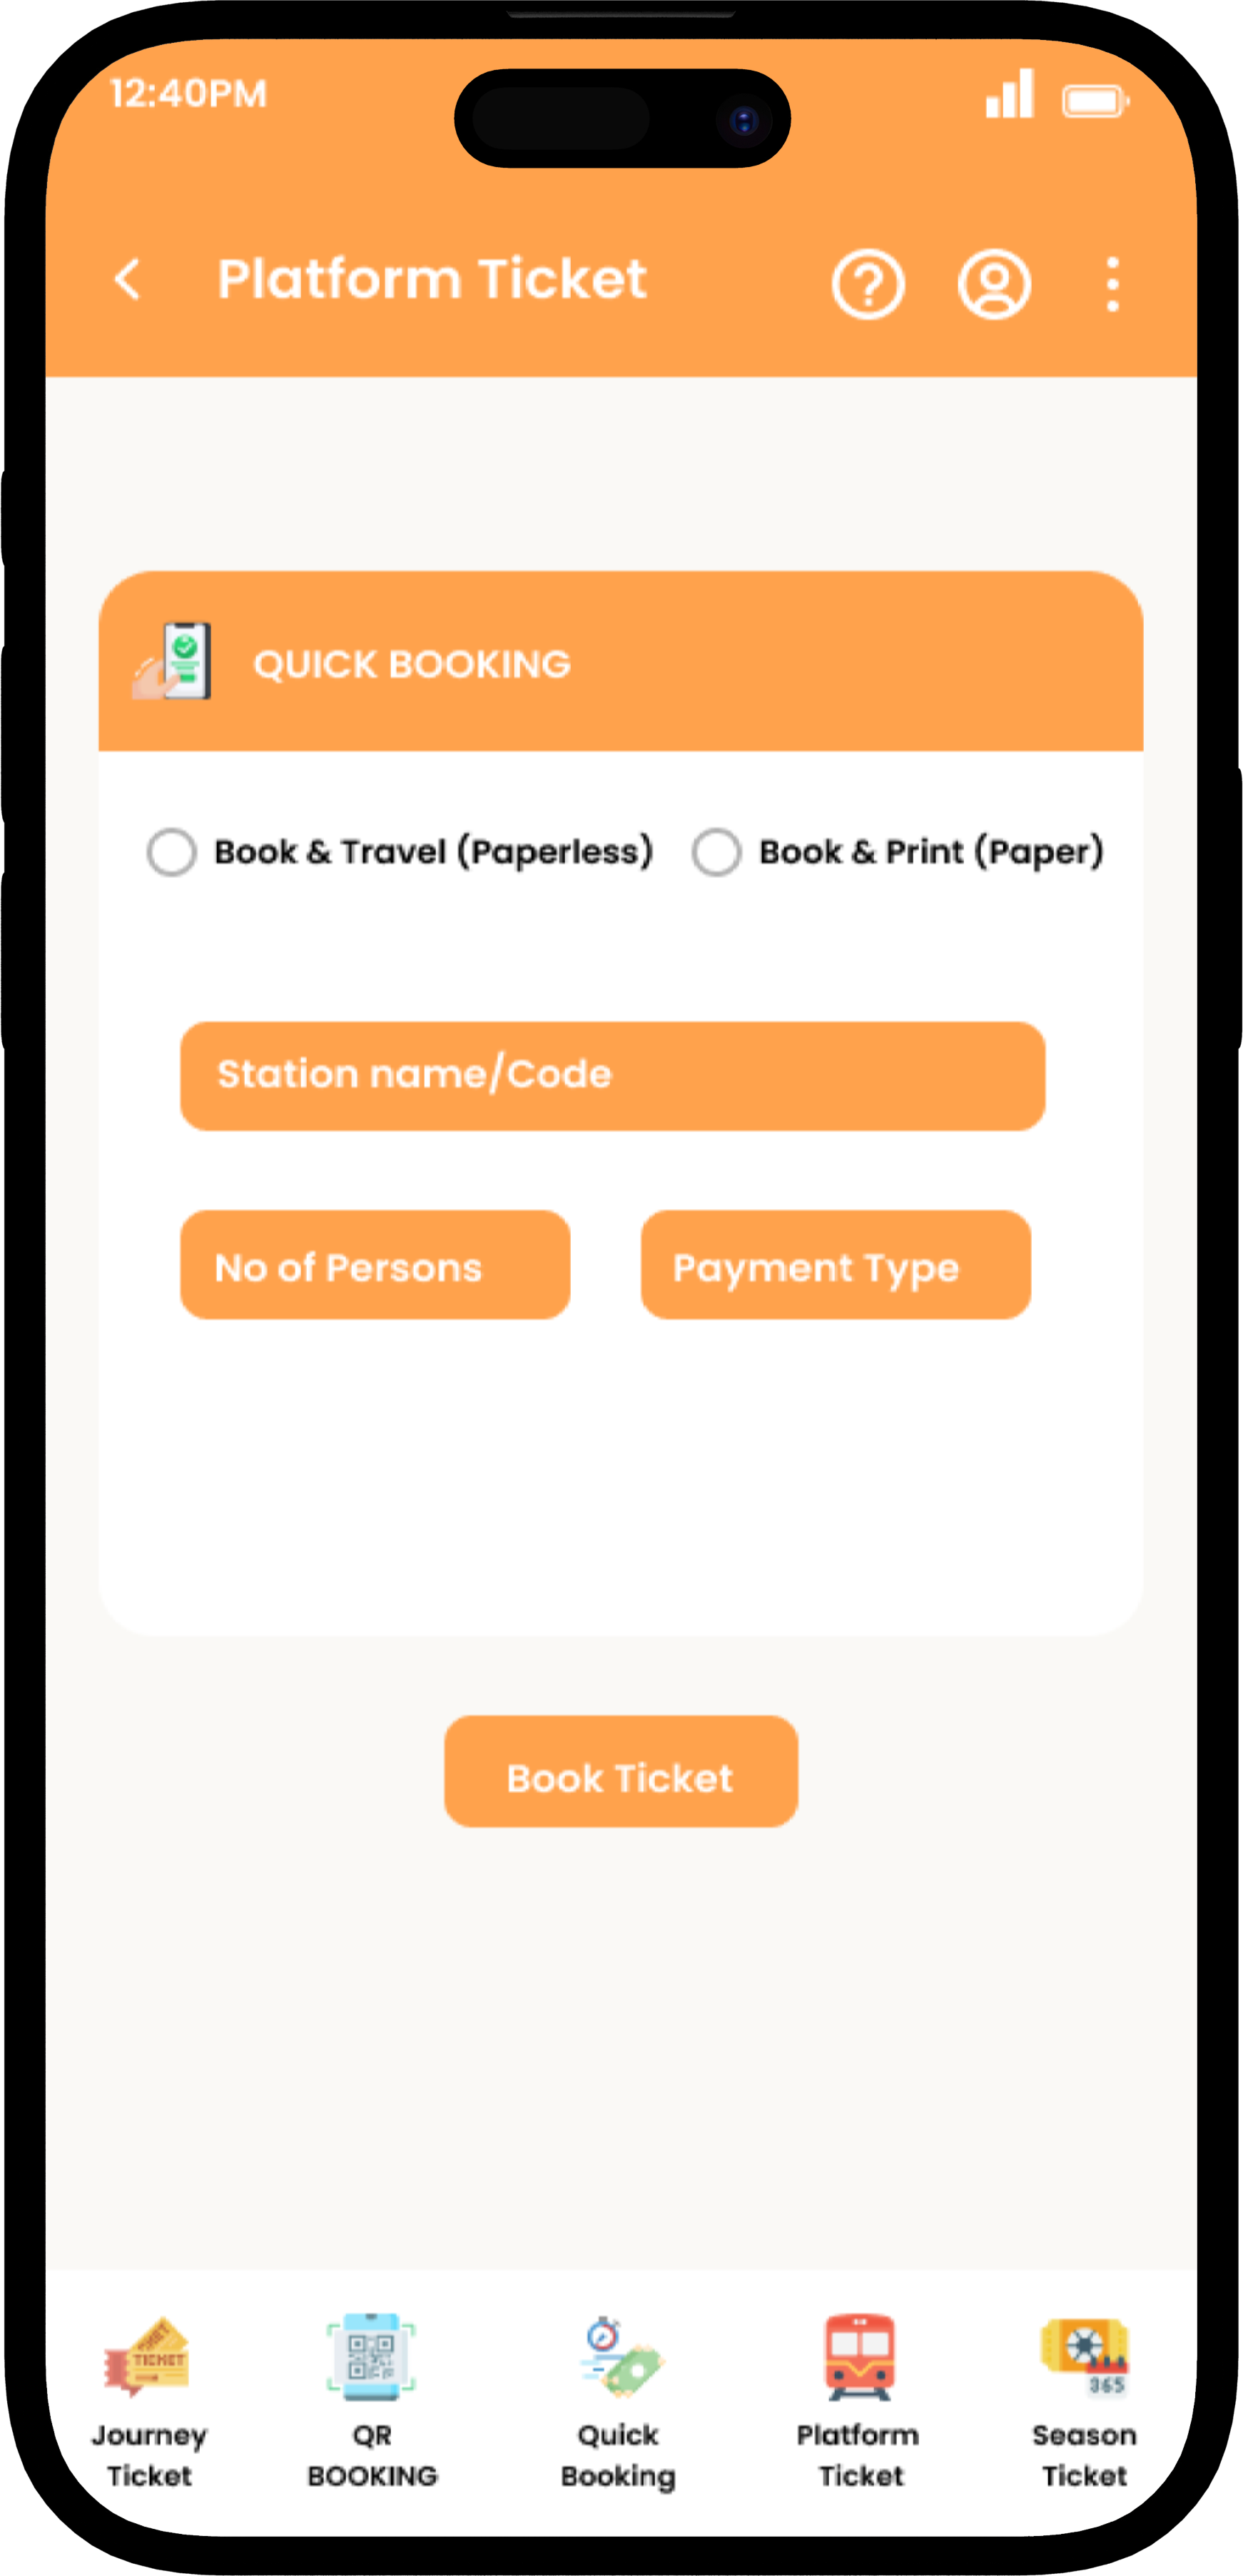 12:40PM
Platform Ticket
QUICK BOOKING
Book & Travel (Paperless)
Book & Print (Paper)
Station name/Code
No of Persons
Payment Type
Book Ticket
TICKET
365
Journey
Ticket
QR
BOOKING
Quick
Booking
Platform
Ticket
Season
Ticket